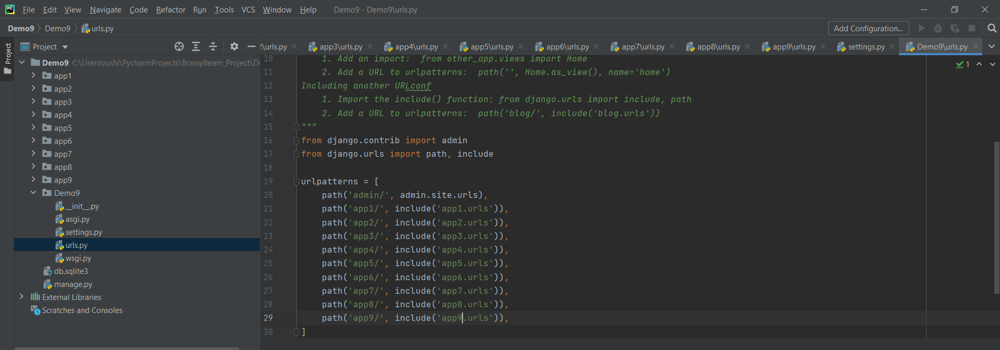 PC File Edit View Navigate Code Refactor Run Tools VCS Window Help Demo9 - Demo9\urls.py
Demo9 Demo9 urls.py Add Configuration...
Project
Project 2\urls.py app3\urls.py app4\urls.py app5\urls.py app6\urls.py app7\urls.py app8\urls.py app9\urls.py settings.py Demo9\urls.py
Demo9 C:\Users\rushi\PycharmProjects\BrainyBeam_Project\De
app1
app2
app3
app4
app5
app6
app7
app8
app9
Demo9
__init__.py
asgi.py
settings.py
urls.py
wsgi.py
db.sqlite3
manage.py
External Libraries
Scratches and Consoles
10 1. Add an import:  from other_app.views import Home
11 2. Add a URL to urlpatterns:  path('', Home.as_view(), name='home')
12 Including another URLconf
13 1. Import the include() function: from django.urls import include, path
14 2. Add a URL to urlpatterns:  path('blog/', include('blog.urls'))
15 """
16 from django.contrib import admin
17 from django.urls import path, include
18
19 urlpatterns = [
20 path('admin/', admin.site.urls),
21 path('app1/', include('app1.urls')),
22 path('app2/', include('app2.urls')),
23 path('app3/', include('app3.urls')),
24 path('app4/', include('app4.urls')),
25 path('app5/', include('app5.urls')),
26 path('app6/', include('app6.urls')),
27 path('app7/', include('app7.urls')),
28 path('app8/', include('app8.urls')),
29 path('app9/', include('app9.urls')),
30 ]
1